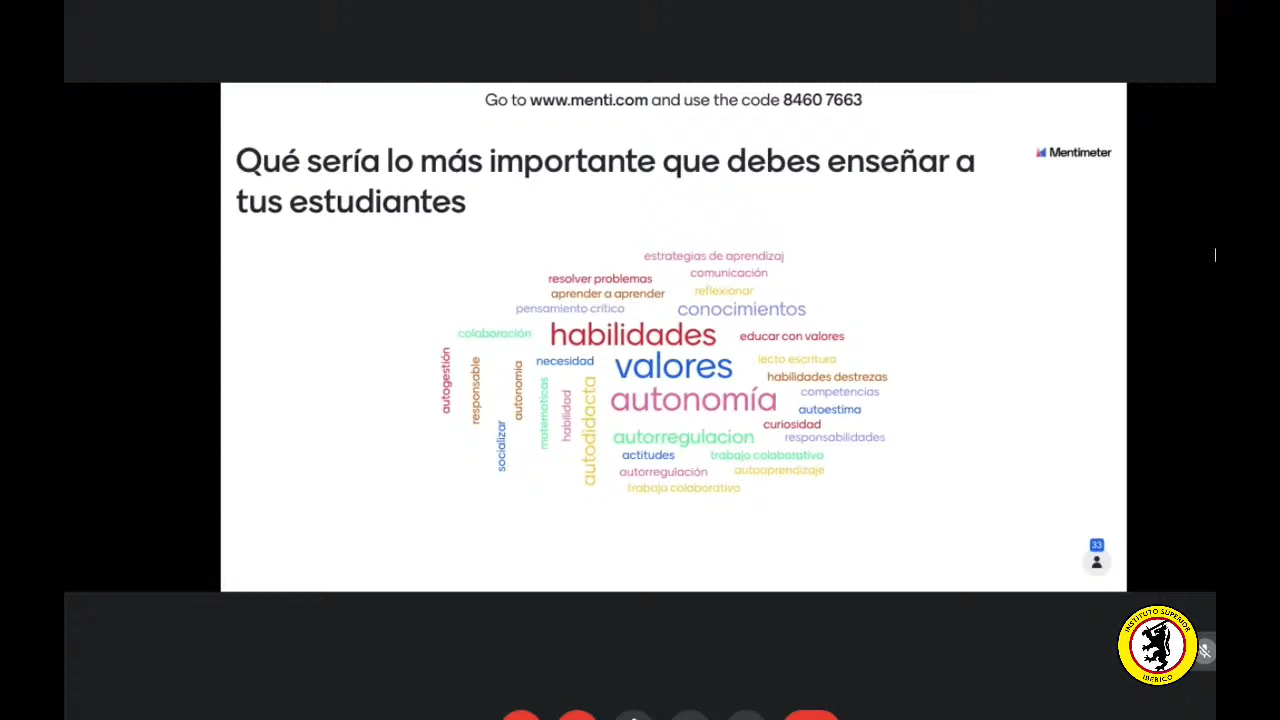 Go to www.menti.com and use the code 8460 7663
Mentimeter
Qué sería lo más importante que debes enseñar a
tus estudiantes
estrategias de aprendizaj
comunicación
resolver problemas
aprender a aprender
reflexionar
pensamiento crítico
conocimientos
colaboración
habilidades
educar con valores
necesidad
valores
lecto escritura
autogestión
responsable
autonomia
matematicas
habilidad
autodidacta
socializar
habilidades destrezas
autonomía
competencias
autoestima
curiosidad
autorregulacion
responsabilidades
actitudes
trabajo colaborativo
autorregulación
autoaprendizaje
trabajo colaborativo
33
INSTITUTO SUPERIOR
IBERICO